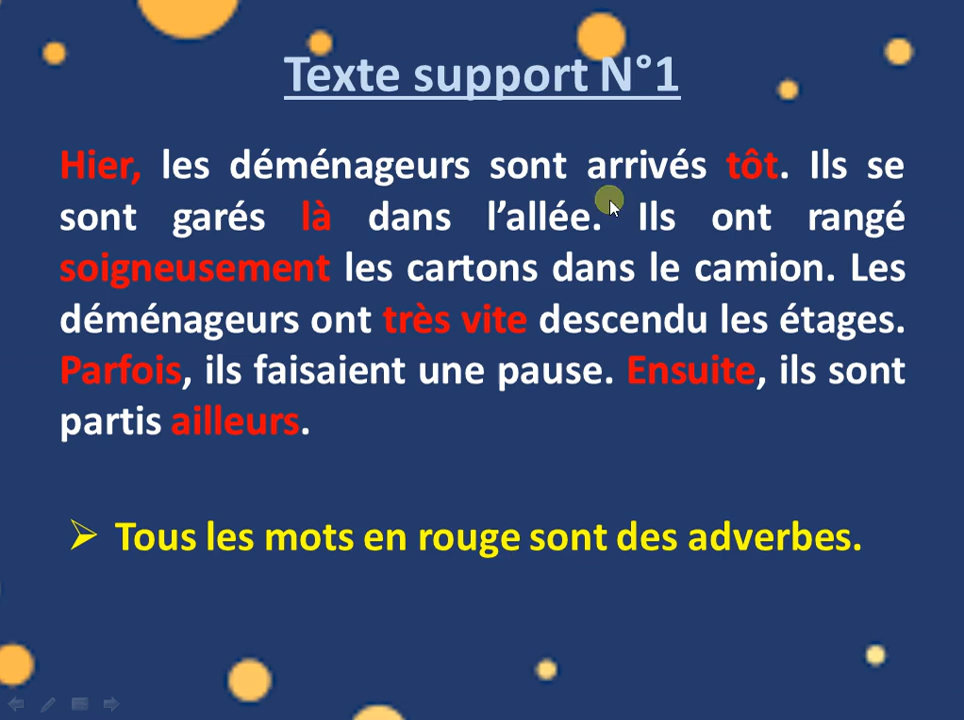 Texte support N°1
Hier, les déménageurs sont arrivés tôt. Ils se
sont garés là dans l’allée. Ils ont rangé
soigneusement les cartons dans le camion. Les
déménageurs ont très vite descendu les étages.
Parfois, ils faisaient une pause. Ensuite, ils sont
partis ailleurs.
➢ Tous les mots en rouge sont des adverbes.